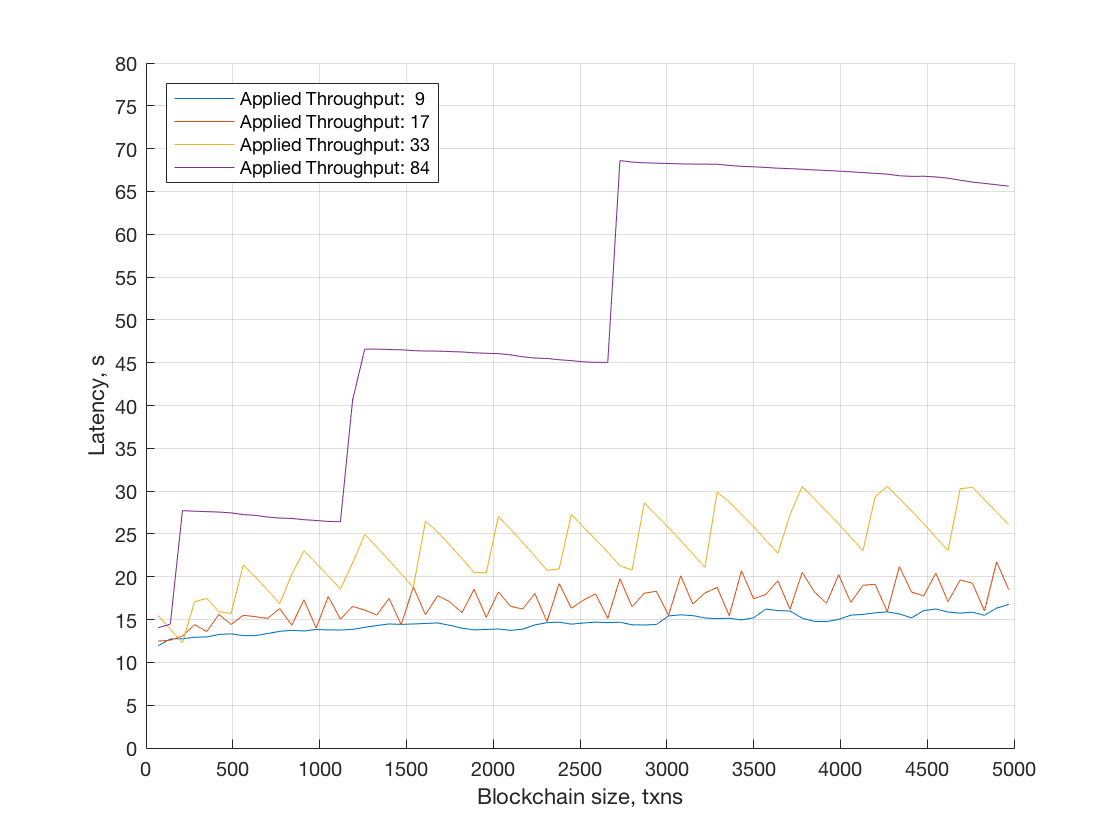 80
75
70
65
60
55
50
45
40
35
30
25
20
15
10
5
0
Latency, s
Applied Throughput: 9
Applied Throughput: 17
Applied Throughput: 33
Applied Throughput: 84
0 500 1000 1500 2000 2500 3000 3500 4000 4500 5000
Blockchain size, txns